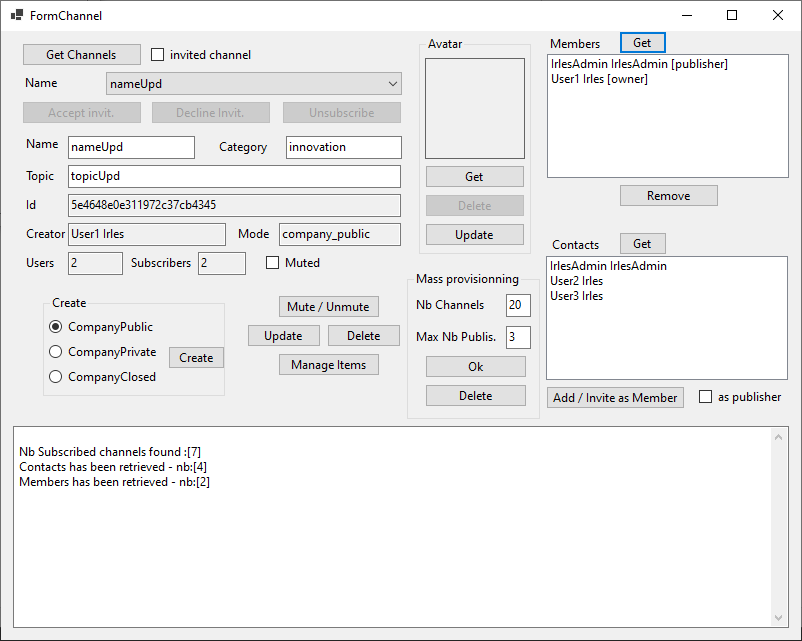 FormChannel
Get Channels
invited channel
Name
nameUpd
Accept invit.
Decline Invit.
Unsubscribe
Name
nameUpd
Category
innovation
Topic
topicUpd
Id
5e4648e0e311972c37cb4345
Creator
User1 Irles
Mode
company_public
Users
2
Subscribers
2
Muted
Create
CompanyPublic
CompanyPrivate
CompanyClosed
Create
Mute / Unmute
Update
Delete
Manage Items
Avatar
Get
Delete
Update
Mass provisionning
Nb Channels
20
Max Nb Publis.
3
Ok
Delete
Members
Get
IrlesAdmin IrlesAdmin [publisher]
User1 Irles [owner]
Remove
Contacts
Get
IrlesAdmin IrlesAdmin
User2 Irles
User3 Irles
Add / Invite as Member
as publisher
Nb Subscribed channels found :[7]
Contacts has been retrieved - nb:[4]
Members has been retrieved - nb:[2]